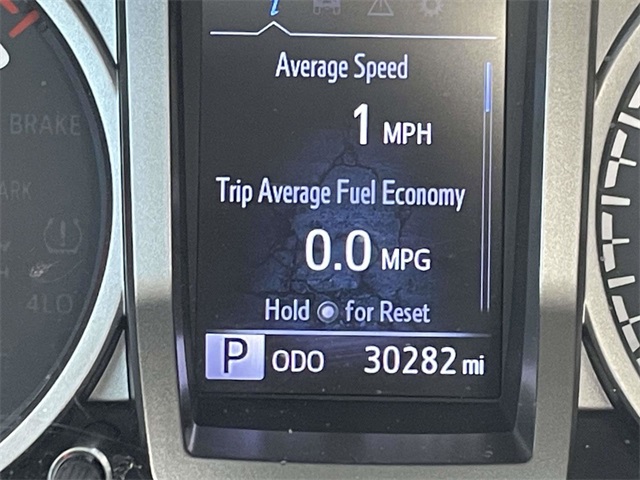 Average Speed
1 MPH
Trip Average Fuel Economy
0.0 MPG
Hold for Reset
P ODO 30282 mi
BRAKE
ARK
4LO